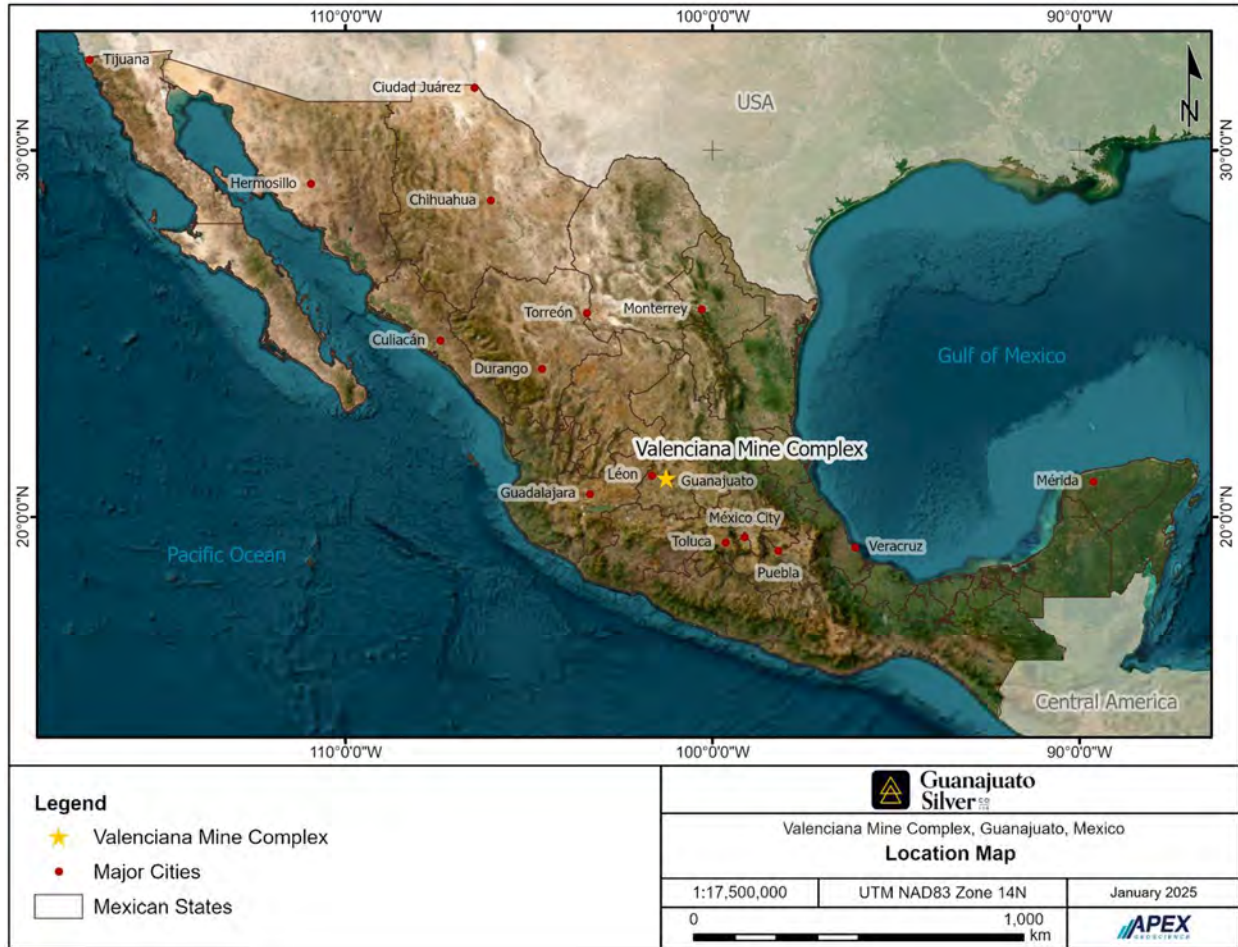 110°0'0"W 100°0'0"W 90°0'0"W
Tijuana
Ciudad Juárez
USA
N
30°0'0"N 30°0'0"N
Hermosillo
Chihuahua
Torreón
Monterrey
Culiacán
Gulf of Mexico
Durango
Valenciana Mine Complex
Léon
Guanajuato
Mérida
Guadalajara
20°0'0"N 20°0'0"N
México City
Toluca
Veracruz
Pacific Ocean
Puebla
Central America
110°0'0"W 100°0'0"W 90°0'0"W
Legend
Valenciana Mine Complex
Major Cities
Mexican States
Guanajuato
Silver
Valenciana Mine Complex, Guanajuato, Mexico
Location Map
1:17,500,000 UTM NAD83 Zone 14N January 2025
0 1,000
km
APEX
GEOSCIENCE